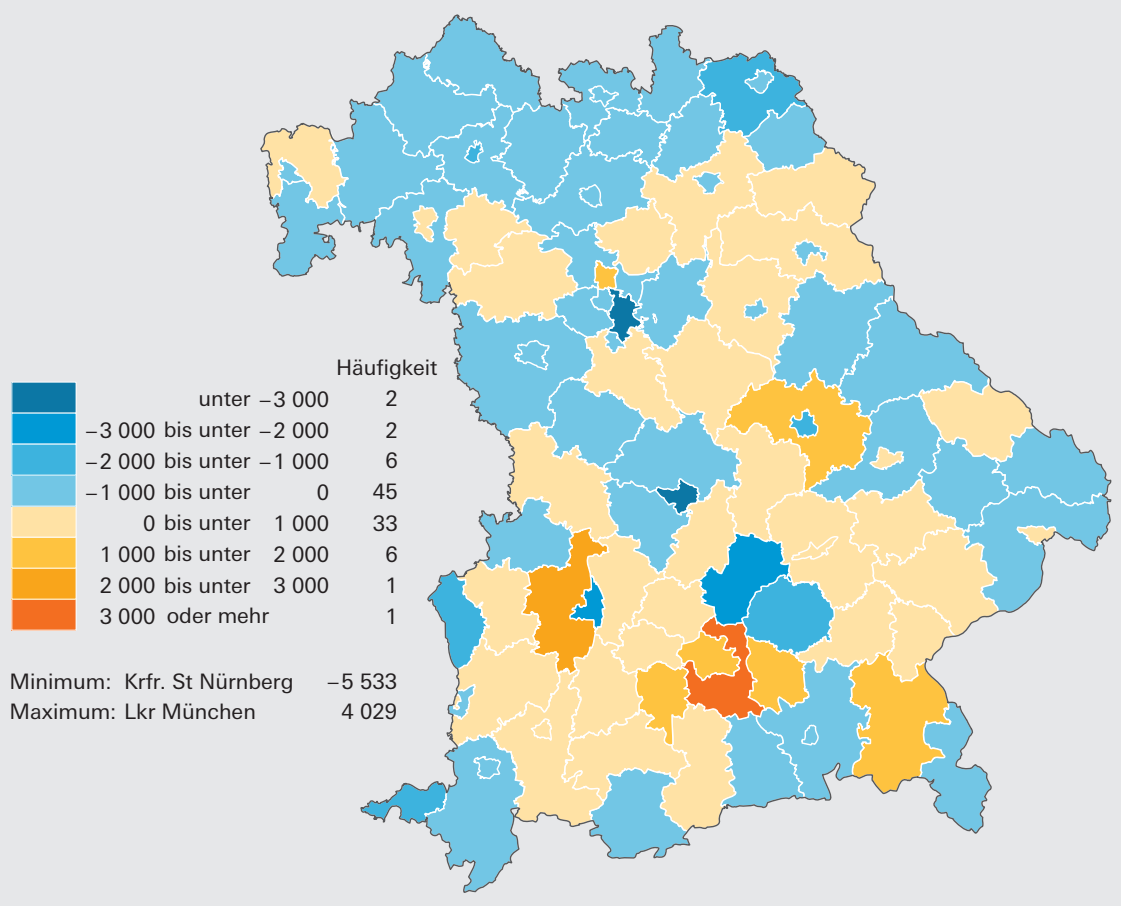 Häufigkeit
unter −3 000 2
−3 000 bis unter −2 000 2
−2 000 bis unter −1 000 6
−1 000 bis unter 0 45
0 bis unter 1 000 33
1 000 bis unter 2 000 6
2 000 bis unter 3 000 1
3 000 oder mehr 1
Minimum: Krfr. St Nürnberg −5 533
Maximum: Lkr München 4 029